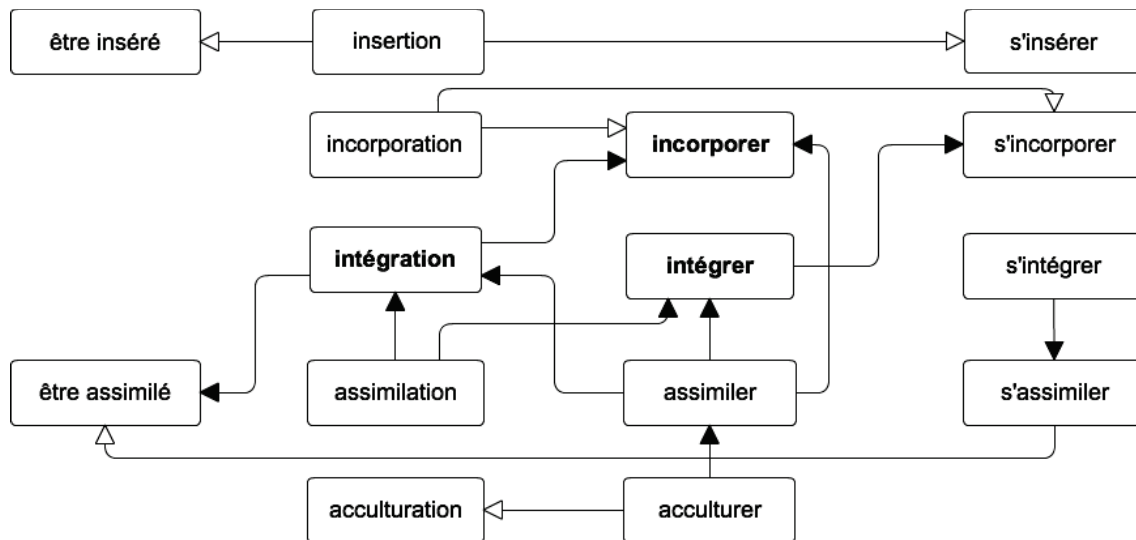 être inséré
insertion
s'insérer
incorporation
incorporer
s'incorporer
intégration
intégrer
s'intégrer
être assimilé
assimilation
assimiler
s'assimiler
acculturation
acculturer